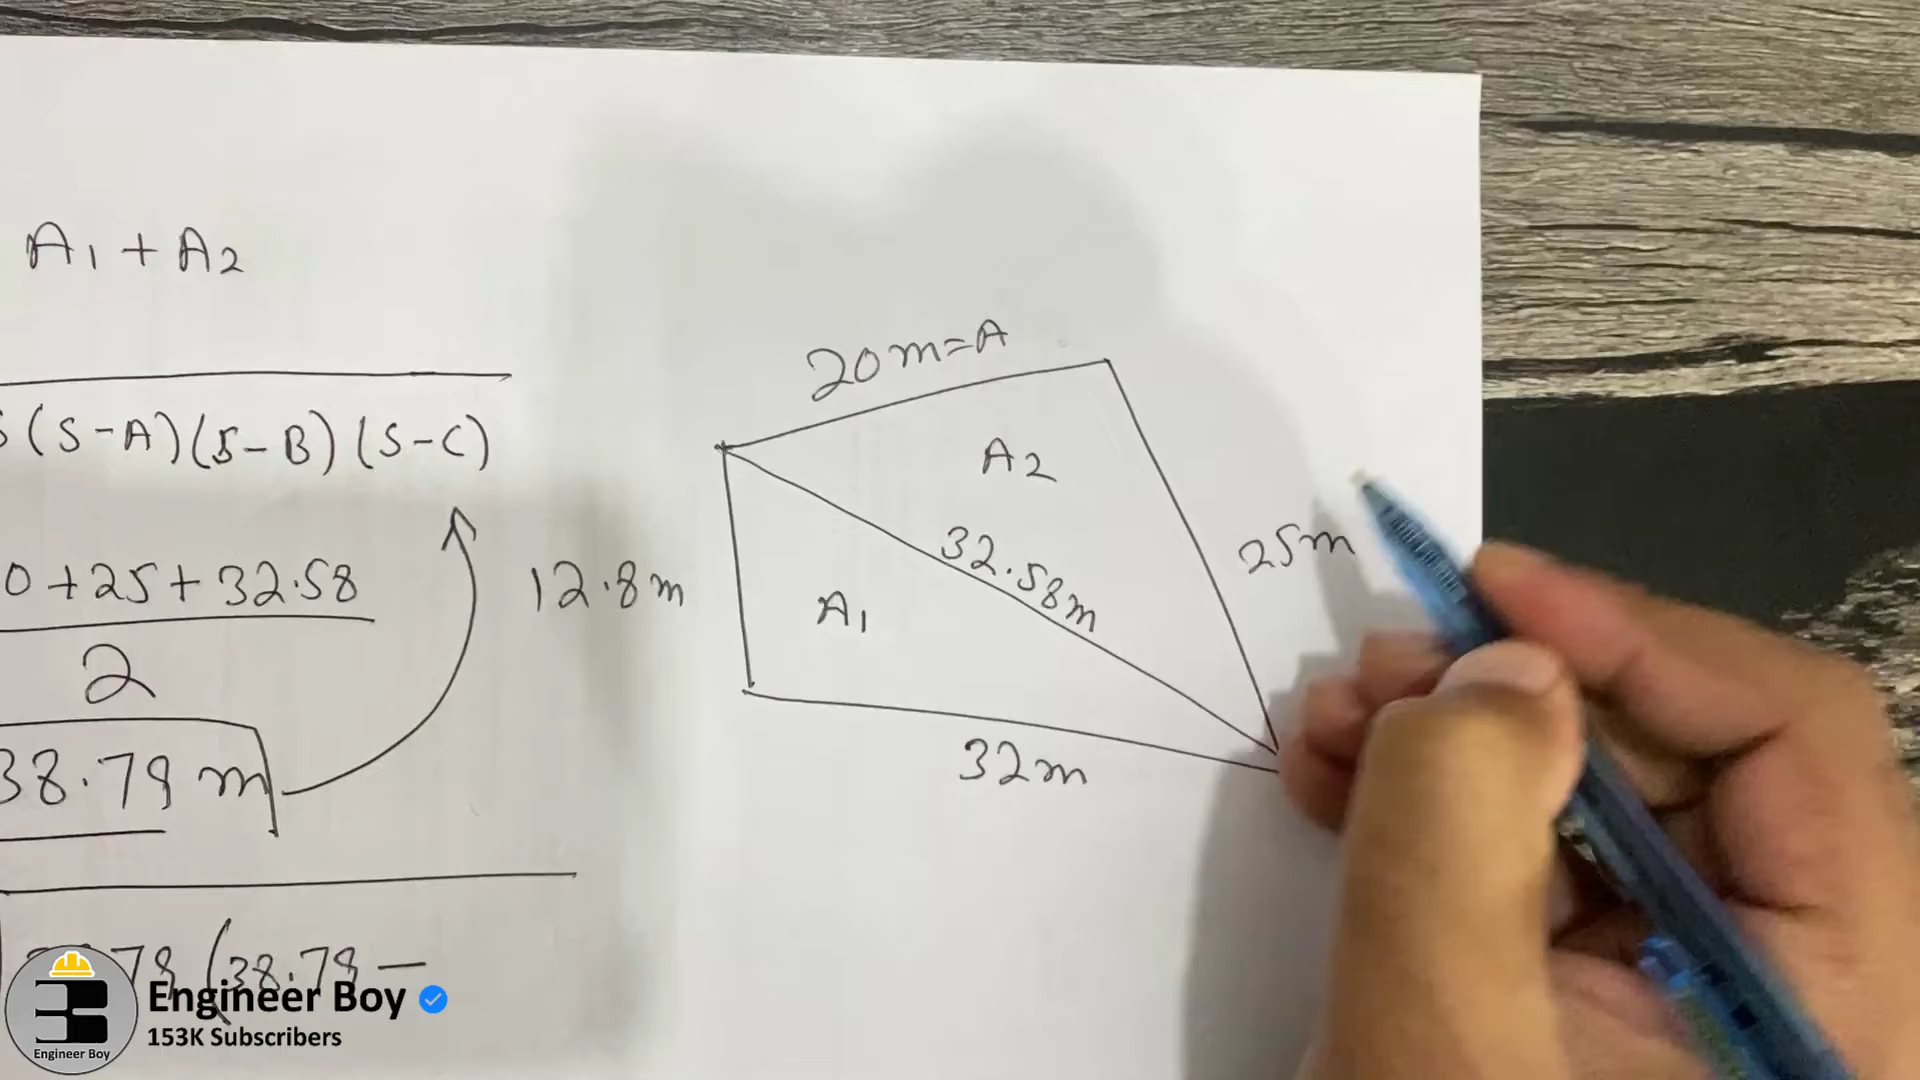 A1 + A2
(S-A)(S-B)(S-C)
0+25+32.58
2
38.79 m
(38.79 -
20m=A
A2
25m
32.58m
12.8m
A1
32m
Engineer Boy
153K Subscribers
Engineer Boy